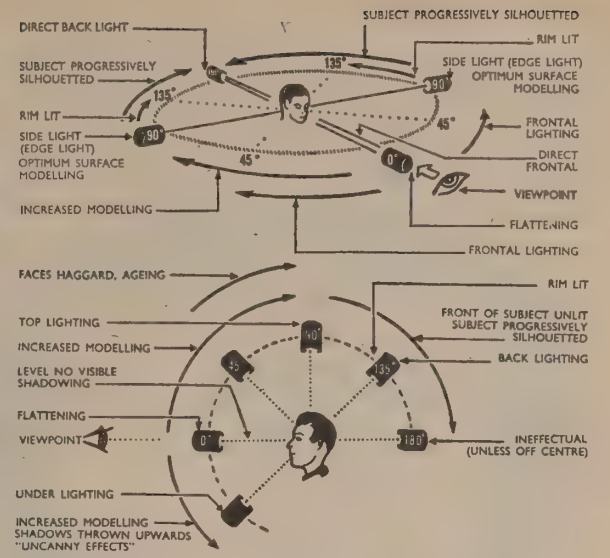 SUBJECT PROGRESSIVELY SILHOUETTED
DIRECT BACK LIGHT
RIM LIT
SUBJECT PROGRESSIVELY
SILHOUETTED
SIDE LIGHT (EDGE LIGHT)
OPTIMUM SURFACE
MODELLING
135°
135°
90°
RIM LIT
SIDE LIGHT
(EDGE LIGHT)
OPTIMUM SURFACE
MODELLING
90°
45°
45°
0°
FRONTAL
LIGHTING
DIRECT
FRONTAL
VIEWPOINT
INCREASED MODELLING
FLATTENING
FRONTAL LIGHTING
FACES HAGGARD, AGEING
RIM LIT
TOP LIGHTING
FRONT OF SUBJECT UNLIT
SUBJECT PROGRESSIVELY
SILHOUETTED
INCREASED MODELLING
90°
BACK LIGHTING
LEVEL NO VISIBLE
SHADOWING
45°
135°
FLATTENING
0°
180°
VIEWPOINT
INEFFECTUAL
(UNLESS OFF CENTRE)
UNDER LIGHTING
INCREASED MODELLING
SHADOWS THROWN UPWARDS
"UNCANNY EFFECTS"